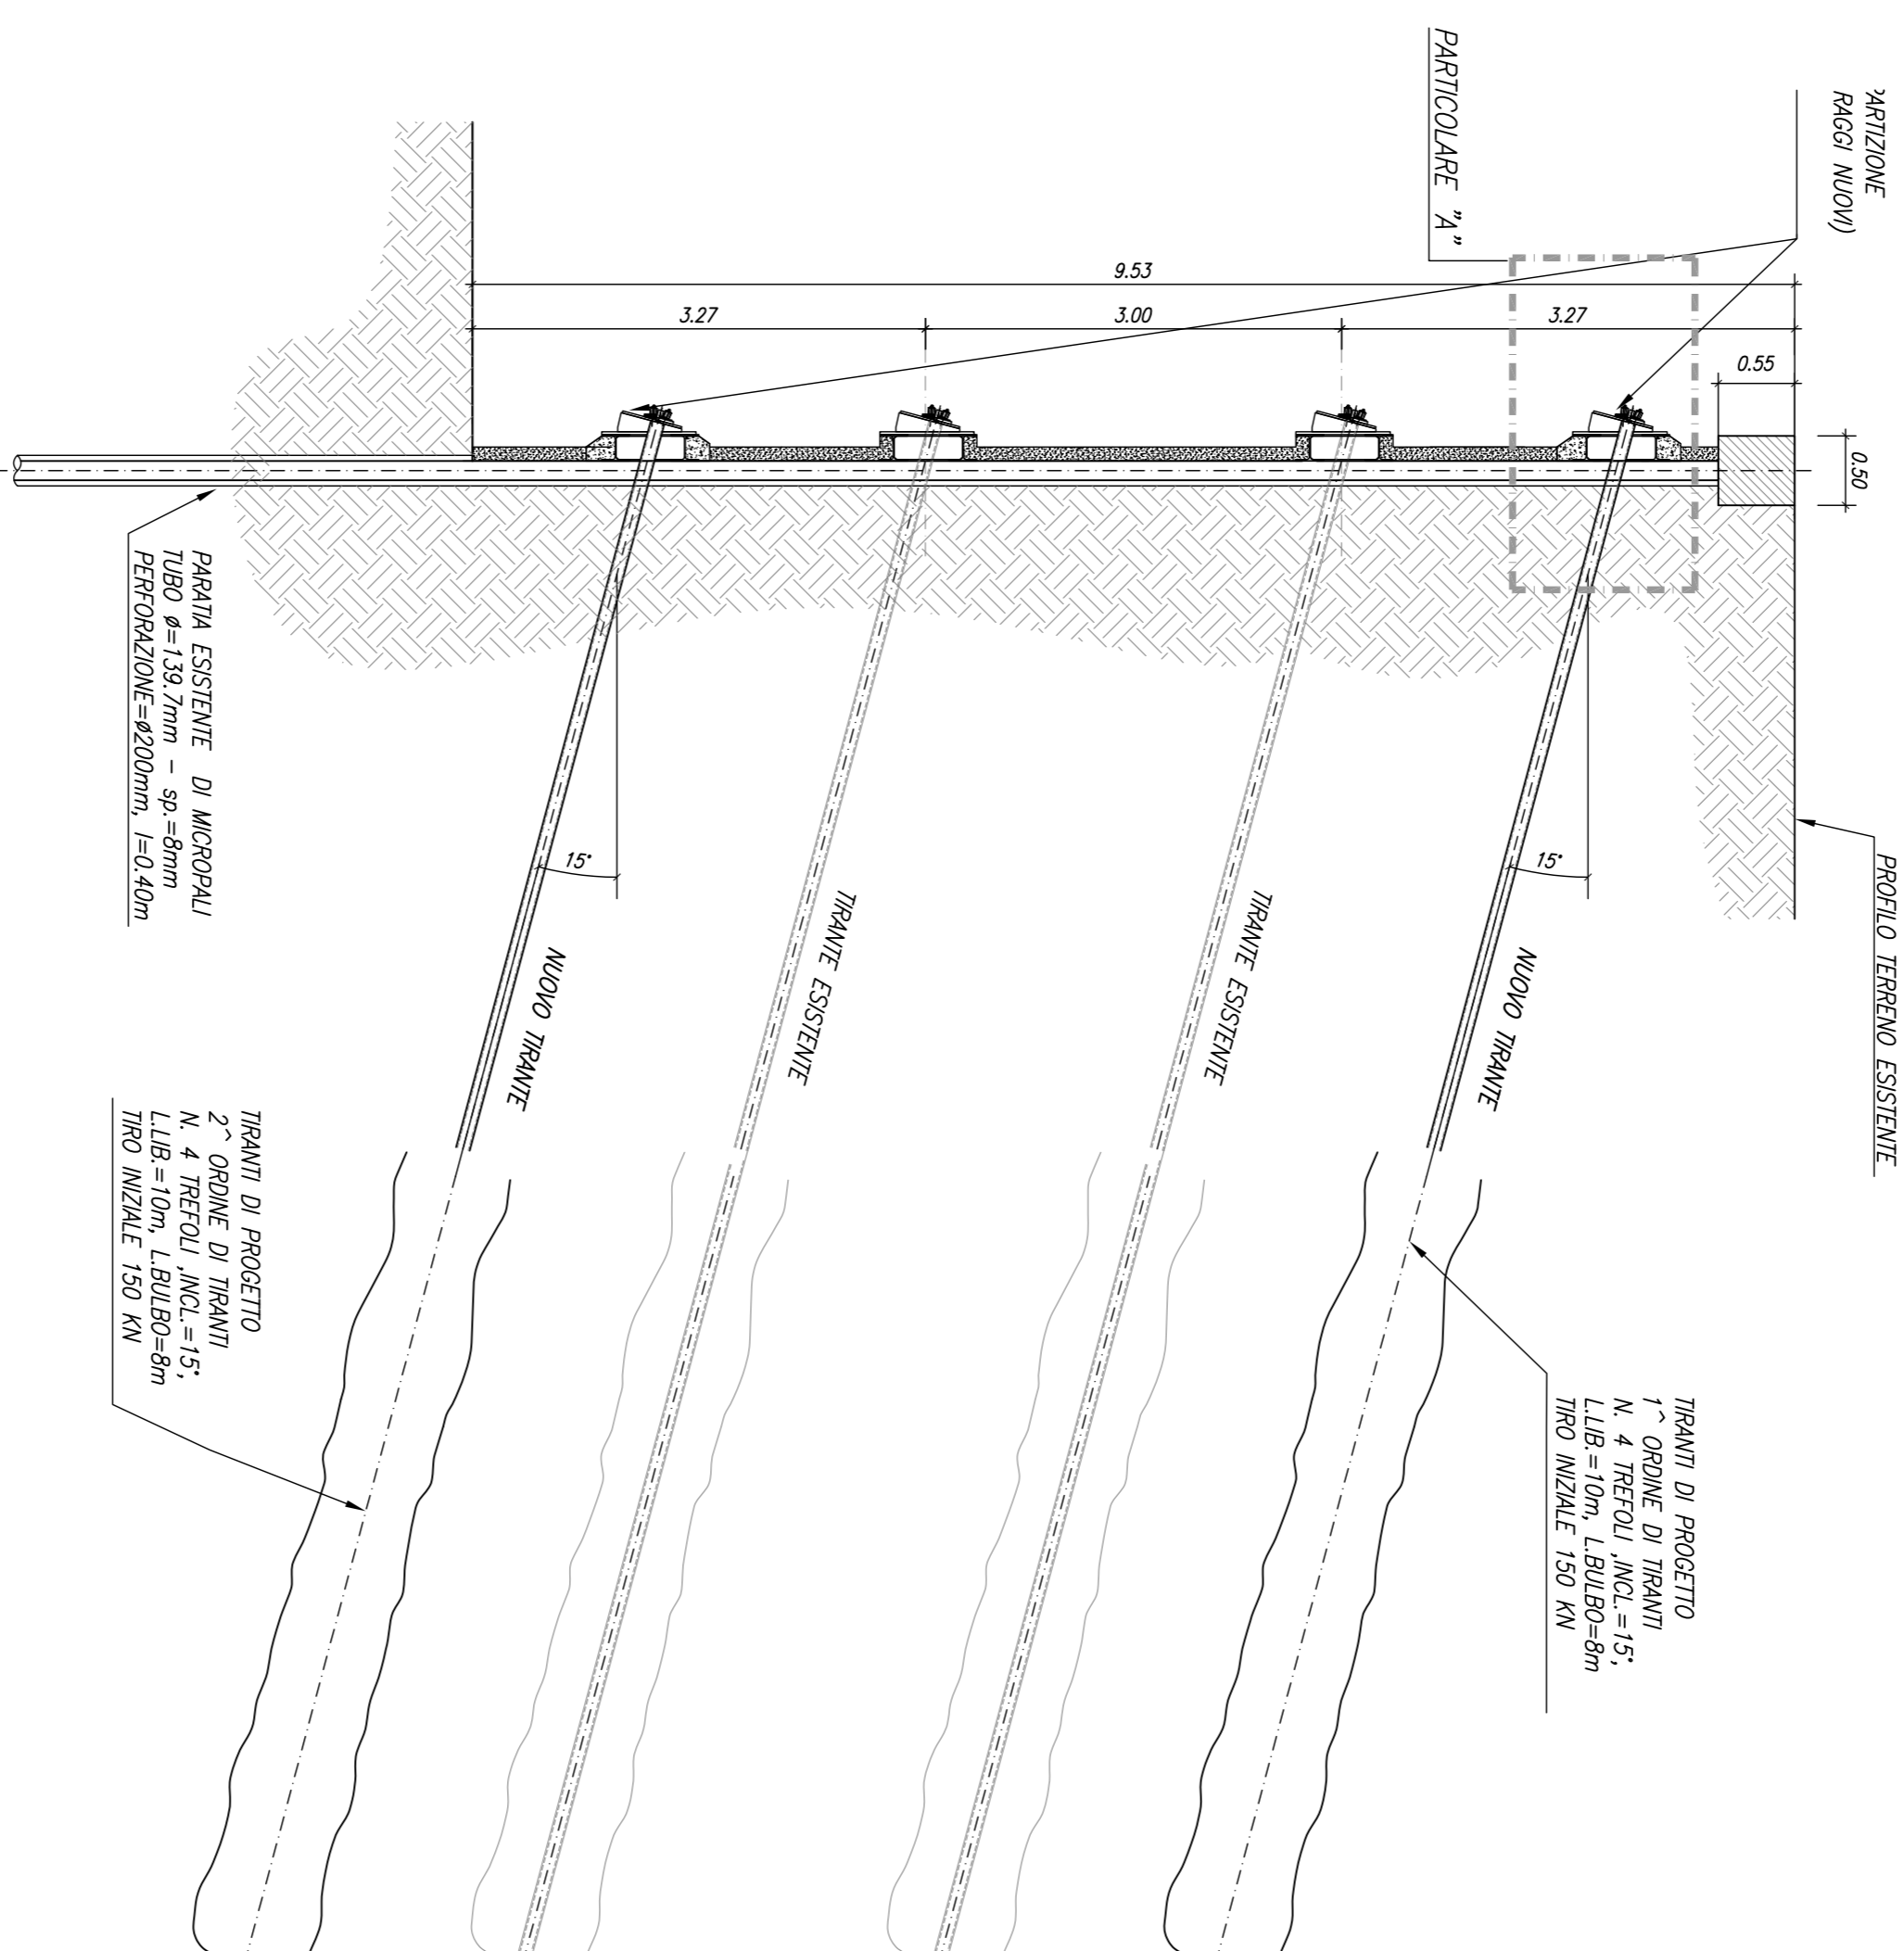 PROFILO TERRENO ESISTENTE
RAGGI NUOVI)
PARTICOLARE "A"
9.53
3.27
3.00
3.27
0.55
0.50
15°
15°
NUOVO TIRANTE
TIRANTE ESISTENTE
TIRANTE ESISTENTE
NUOVO TIRANTE
TIRANTI DI PROGETTO
1^ ORDINE DI TIRANTI
N. 4 TREFOLI ,INCL.=15°,
L.LIB.=10m, L.BULBO=8m
TIRO INIZIALE 150 KN
TIRANTI DI PROGETTO
2^ ORDINE DI TIRANTI
N. 4 TREFOLI ,INCL.=15°,
L.LIB.=10m, L.BULBO=8m
TIRO INIZIALE 150 KN
PARATIA ESISTENTE DI MICROPALI
TUBO ø=139.7mm - sp.=8mm
PERFORAZIONE=ø200mm, I=0.40m